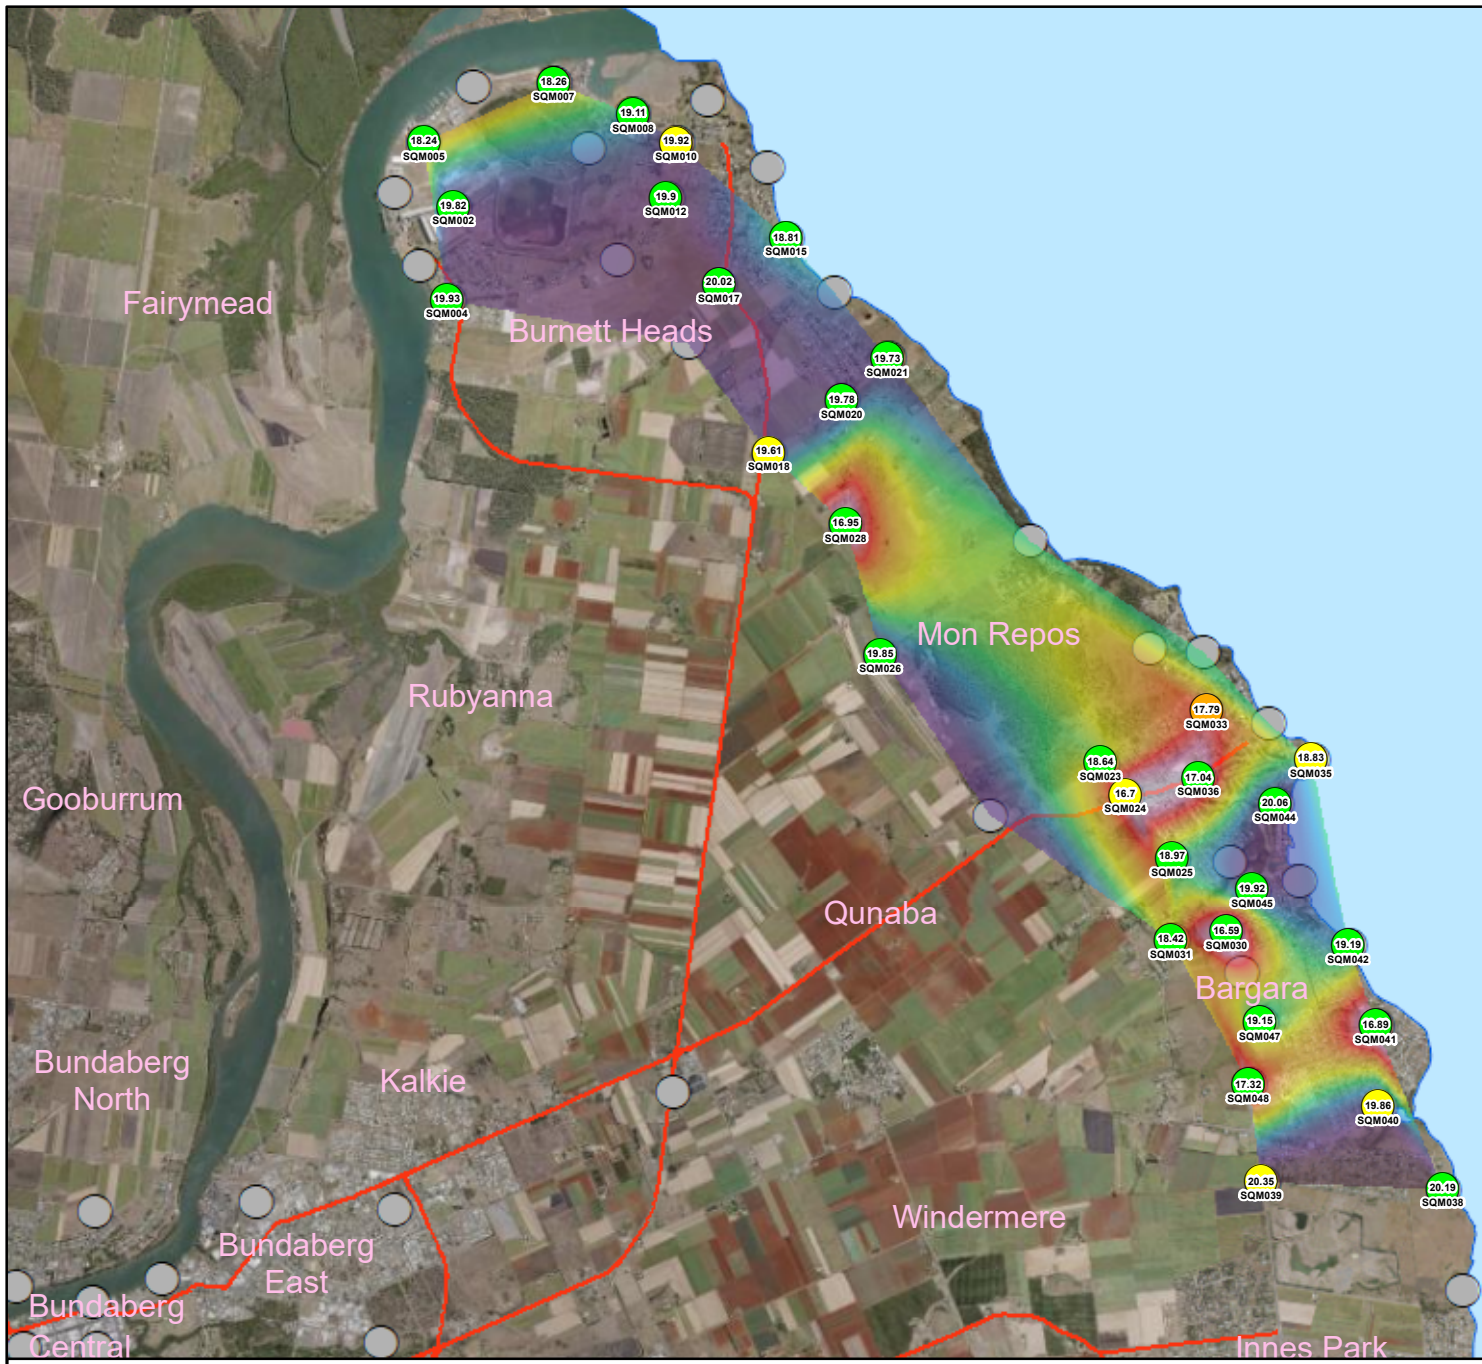 18.26
SQM007
19.11
SQM008
18.24
SQM005
19.92
SQM010
19.82
SQM002
19.9
SQM012
18.81
SQM015
20.02
SQM017
19.93
SQM004
Fairymead
Burnett Heads
19.73
SQM021
19.78
SQM020
19.61
SQM018
16.95
SQM028
Mon Repos
19.85
SQM026
Rubyanna
17.79
SQM033
18.64
SQM023
18.83
SQM035
17.04
SQM036
16.7
SQM024
Gooburrum
20.06
SQM044
18.97
SQM025
19.92
SQM045
Qunaba
16.59
SQM030
18.42
SQM031
19.19
SQM042
Bargara
19.15
SQM047
16.89
SQM041
Bundaberg
North
Kalkie
17.32
SQM048
19.86
SQM040
20.35
SQM039
20.19
SQM038
Windermere
Bundaberg
East
Bundaberg
Central
Innes Park